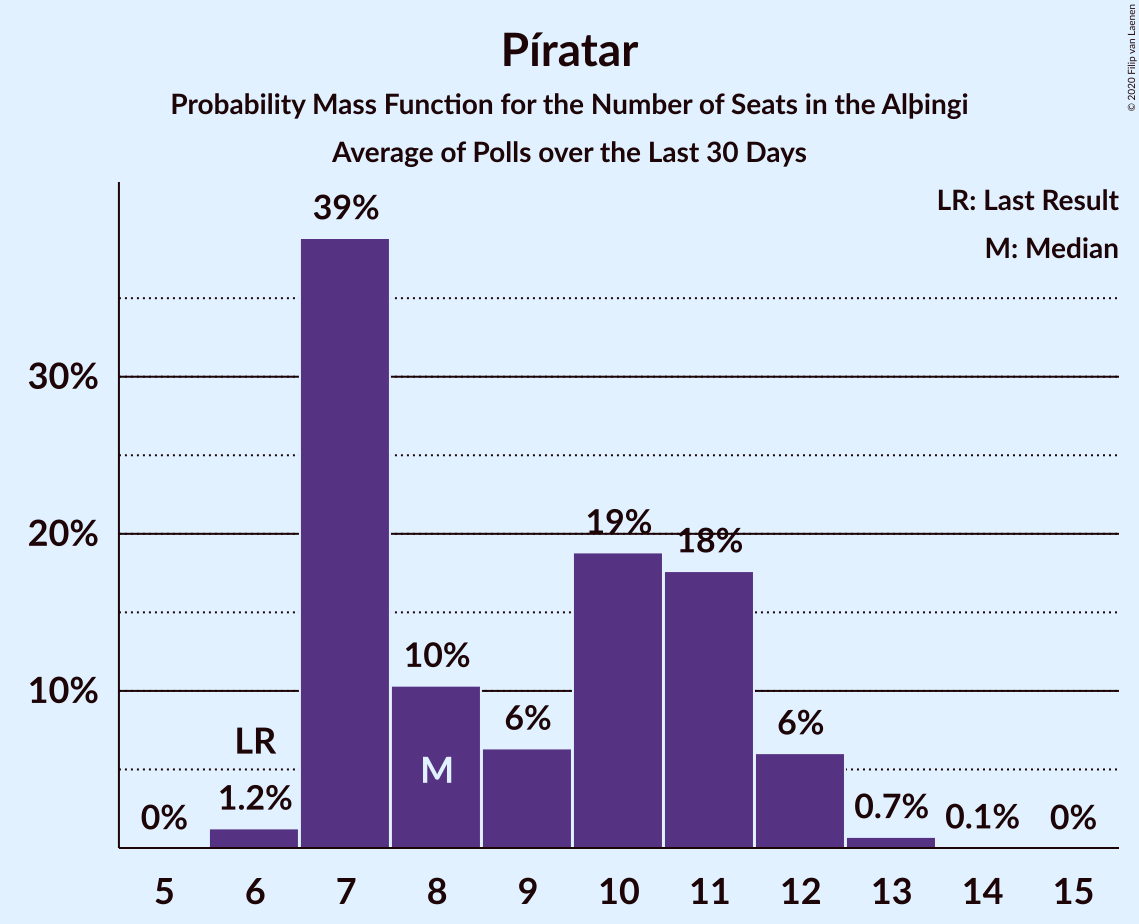 Píratar
Probability Mass Function for the Number of Seats in the Alþingi
Average of Polls over the Last 30 Days
© 2020 Filip van Laenen
LR: Last Result
M: Median
39%
30%
20%
19%
18%
10%
10%
6%
6%
LR
M
1.2%
0%
0.7%
0.1%
0%
5 6 7 8 9 10 11 12 13 14 15